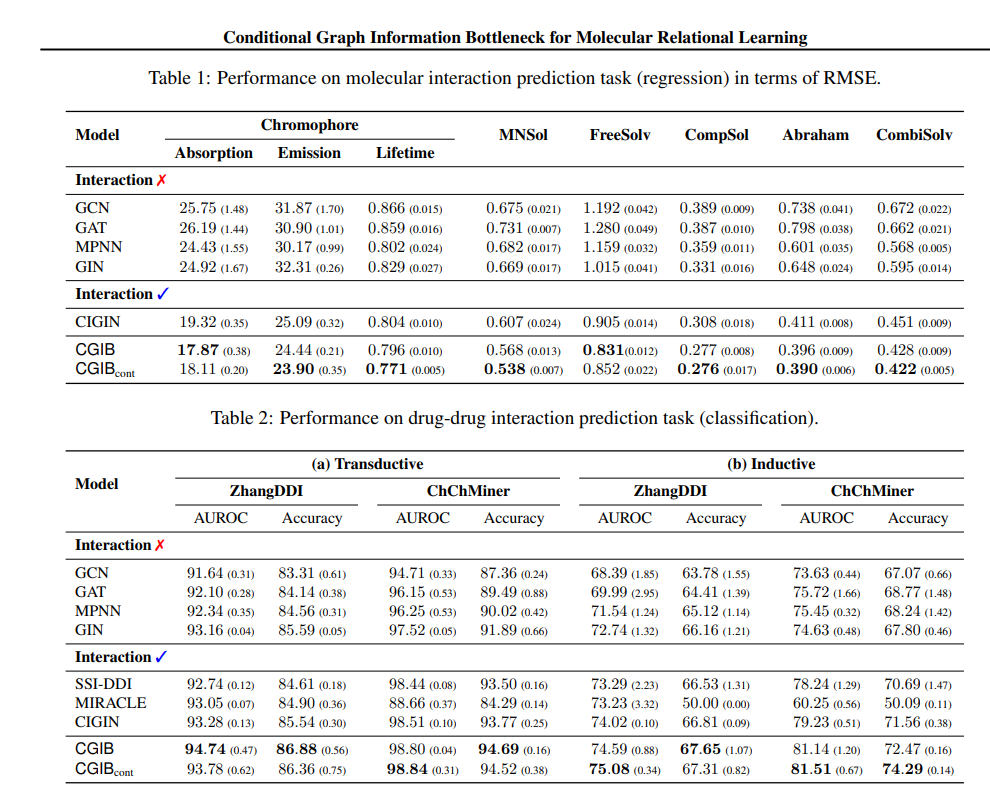 Conditional Graph Information Bottleneck for Molecular Relational Learning
Table 1: Performance on molecular interaction prediction task (regression) in terms of RMSE.
Model Chromophore MNSol FreeSolv CompSol Abraham CombiSolv
Absorption Emission Lifetime
Interaction ✗
GCN 25.75 (1.48) 31.87 (1.70) 0.866 (0.015) 0.675 (0.021) 1.192 (0.042) 0.389 (0.009) 0.738 (0.041) 0.672 (0.022)
GAT 26.19 (1.44) 30.90 (1.01) 0.859 (0.016) 0.731 (0.007) 1.280 (0.049) 0.387 (0.010) 0.798 (0.038) 0.662 (0.021)
MPNN 24.43 (1.55) 30.17 (0.99) 0.802 (0.024) 0.682 (0.017) 1.159 (0.032) 0.359 (0.011) 0.601 (0.035) 0.568 (0.005)
GIN 24.92 (1.67) 32.31 (0.26) 0.829 (0.027) 0.669 (0.017) 1.015 (0.041) 0.331 (0.016) 0.648 (0.024) 0.595 (0.014)
Interaction ✓
CIGIN 19.32 (0.35) 25.09 (0.32) 0.804 (0.010) 0.607 (0.024) 0.905 (0.014) 0.308 (0.018) 0.411 (0.008) 0.451 (0.009)
CGIB 17.87 (0.38) 24.44 (0.21) 0.796 (0.010) 0.568 (0.013) 0.831(0.012) 0.277 (0.008) 0.396 (0.009) 0.428 (0.009)
CGIBcont 18.11 (0.20) 23.90 (0.35) 0.771 (0.005) 0.538 (0.007) 0.852 (0.022) 0.276 (0.017) 0.390 (0.006) 0.422 (0.005)
Table 2: Performance on drug-drug interaction prediction task (classification).
Model (a) Transductive (b) Inductive
ZhangDDI ChChMiner ZhangDDI ChChMiner
AUROC Accuracy AUROC Accuracy AUROC Accuracy AUROC Accuracy
Interaction ✗
GCN 91.64 (0.31) 83.31 (0.61) 94.71 (0.33) 87.36 (0.24) 68.39 (1.85) 63.78 (1.55) 73.63 (0.44) 67.07 (0.66)
GAT 92.10 (0.28) 84.14 (0.38) 96.15 (0.53) 89.49 (0.88) 69.99 (2.95) 64.41 (1.39) 75.72 (1.66) 68.77 (1.48)
MPNN 92.34 (0.35) 84.56 (0.31) 96.25 (0.53) 90.02 (0.42) 71.54 (1.24) 65.12 (1.14) 75.45 (0.32) 68.24 (1.42)
GIN 93.16 (0.04) 85.59 (0.05) 97.52 (0.05) 91.89 (0.66) 72.74 (1.32) 66.16 (1.21) 74.63 (0.48) 67.80 (0.46)
Interaction ✓
SSI-DDI 92.74 (0.12) 84.61 (0.18) 98.44 (0.08) 93.50 (0.16) 73.29 (2.23) 66.53 (1.31) 78.24 (1.29) 70.69 (1.47)
MIRACLE 93.05 (0.07) 84.90 (0.36) 88.66 (0.37) 84.29 (0.14) 73.23 (3.32) 50.00 (0.00) 60.25 (0.56) 50.09 (0.11)
CIGIN 93.28 (0.13) 85.54 (0.30) 98.51 (0.10) 93.77 (0.25) 74.02 (0.10) 66.81 (0.09) 79.23 (0.51) 71.56 (0.38)
CGIB 94.74 (0.47) 86.88 (0.56) 98.80 (0.04) 94.69 (0.16) 74.59 (0.88) 67.65 (1.07) 81.14 (1.20) 72.47 (0.16)
CGIBcont 93.78 (0.62) 86.36 (0.75) 98.84 (0.31) 94.52 (0.38) 75.08 (0.34) 67.31 (0.82) 81.51 (0.67) 74.29 (0.14)